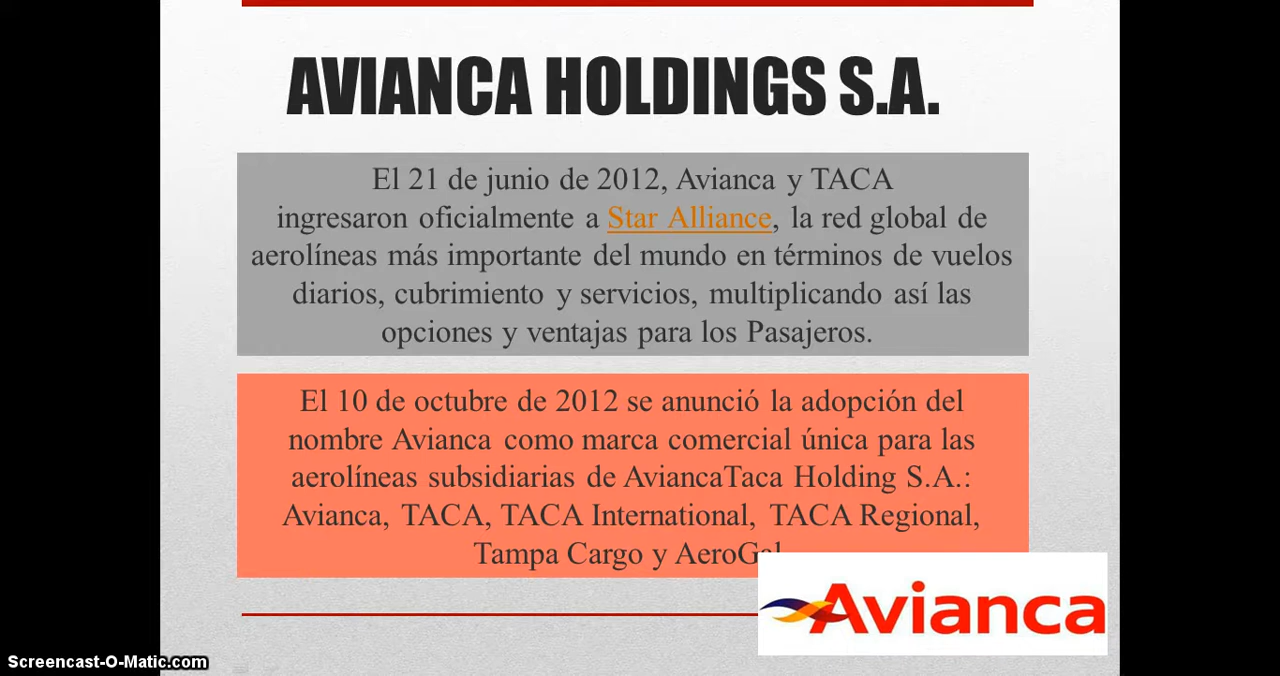 AVIANCA HOLDINGS S.A.
El 21 de junio de 2012, Avianca y TACA
ingresaron oficialmente a Star Alliance, la red global de
aerolíneas más importante del mundo en términos de vuelos
diarios, cubrimiento y servicios, multiplicando así las
opciones y ventajas para los Pasajeros.
El 10 de octubre de 2012 se anunció la adopción del
nombre Avianca como marca comercial única para las
aerolíneas subsidiarias de AviancaTaca Holding S.A.:
Avianca, TACA, TACA International, TACA Regional,
Tampa Cargo y AeroGal
Avianca
Screencast-O-Matic.com